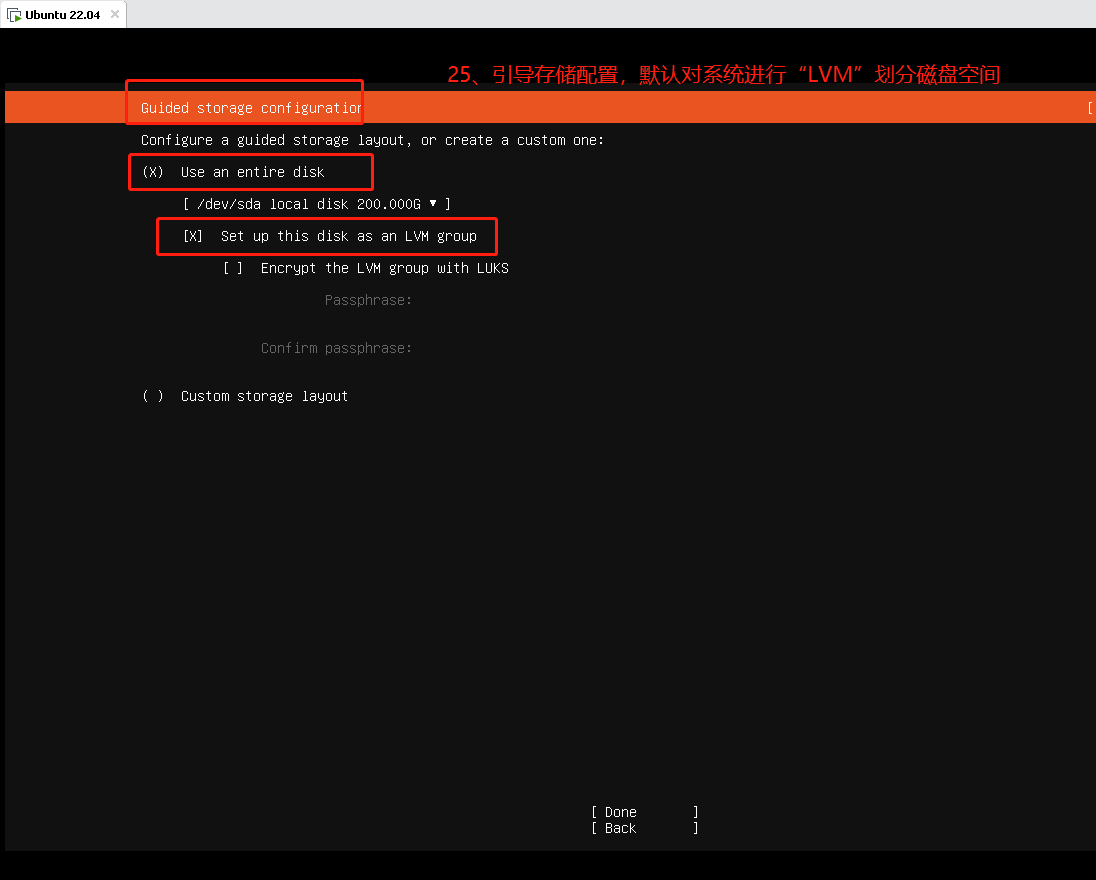 Ubuntu 22.04
25、引导存储配置，默认对系统进行“LVM”划分磁盘空间
Guided storage configuration
[
Configure a guided storage layout, or create a custom one:
(X) Use an entire disk
[ /dev/sda local disk 200.000G ▼ ]
[X] Set up this disk as an LVM group
[ ] Encrypt the LVM group with LUKS
Passphrase:
Confirm passphrase:
( ) Custom storage layout
[ Done ]
[ Back ]